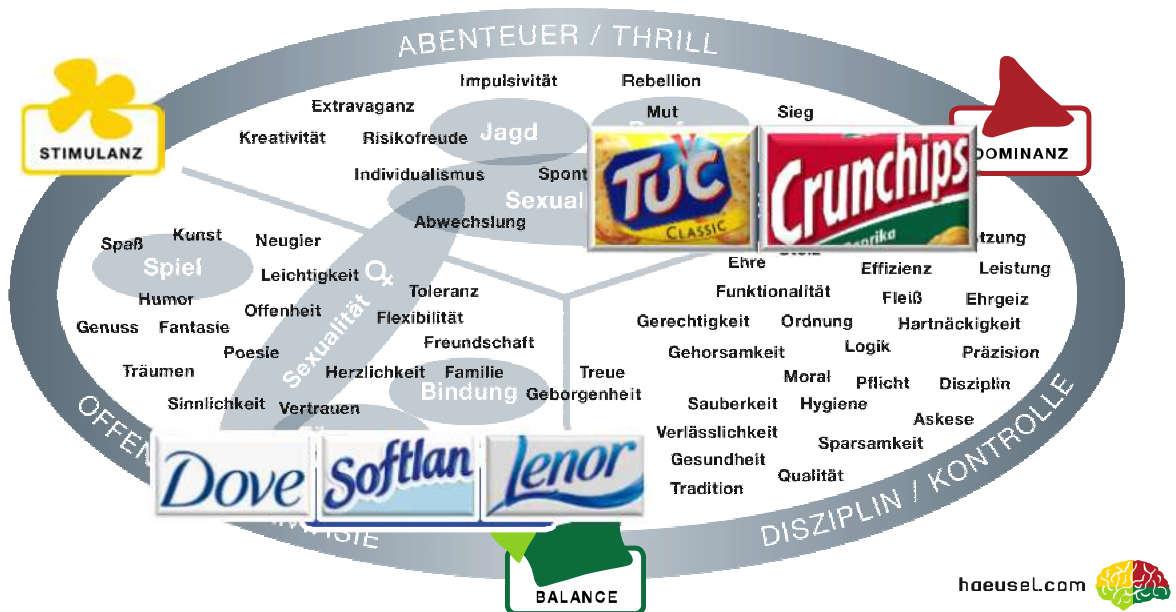 ABENTEUER / THRILL
Impulsivität
Rebellion
Extravaganz
Mut
Sieg
Kreativität
Risikofreude
Jagd
STIMULANZ
DOMINANZ
Individualismus
Sexual
TUC
CLASSIC
Crunchips
Paprika
Abwechslung
Spaß
Kunst
Neugier
Spiel
Leichtigkeit
Ehre
Effizienz
Leistung
Humor
Offenheit
Toleranz
Funktionalität
Fleiß
Ehrgeiz
Genuss
Fantasie
Flexibilität
Gerechtigkeit
Ordnung
Hartnäckigkeit
Sexualität ♀
Poesie
Freundschaft
Gehorsamkeit
Logik
Präzision
Träumen
Herzlichkeit
Familie
Treue
Moral
Pflicht
Disziplin
Bindung
Geborgenheit
Sinnlichkeit
Vertrauen
Sauberkeit
Hygiene
Askese
Verlässlichkeit
Sparsamkeit
Gesundheit
Qualität
Tradition
Dove
Softlan
Lenor
DISZIPLIN / KONTROLLE
BALANCE
haeusel.com